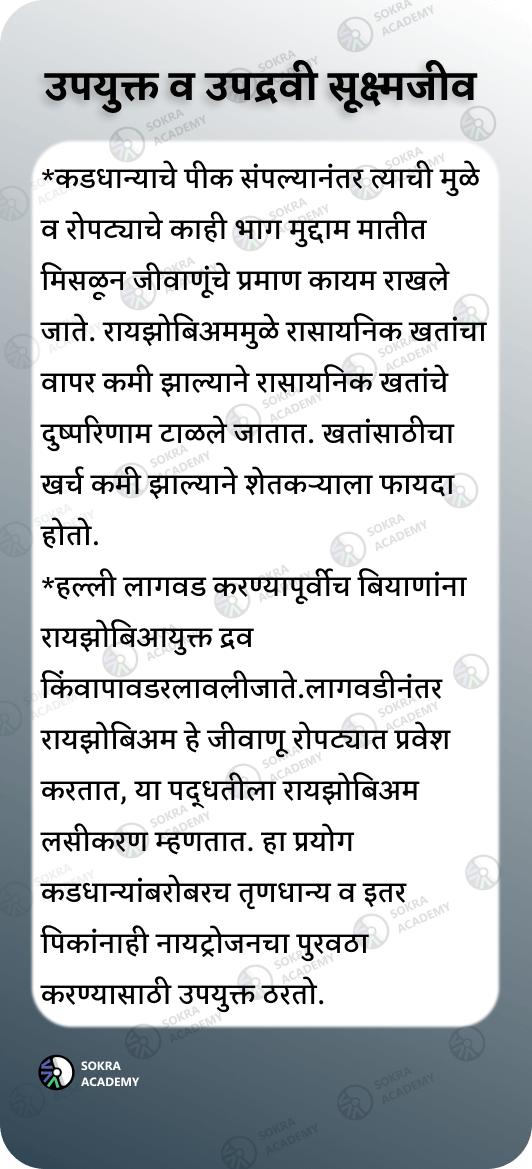 उपयुक्त व उपद्रवी सूक्ष्मजीव
*कडधान्याचे पीक संपल्यानंतर त्याची मुळे
व रोपट्याचे काही भाग मुद्दाम मातीत
मिसळून जीवाणूंचे प्रमाण कायम राखले
जाते. रायझोबिअममुळे रासायनिक खतांचा
वापर कमी झाल्याने रासायनिक खतांचे
दुष्परिणाम टाळले जातात. खतांसाठीचा
खर्च कमी झाल्याने शेतकऱ्याला फायदा
होतो.
*हल्ली लागवड करण्यापूर्वीच बियाणांना
रायझोबिआयुक्त द्रव
किंवापावडरलावलीजाते.लागवडीनंतर
रायझोबिअम हे जीवाणू रोपट्यात प्रवेश
करतात, या पद्धतीला रायझोबिअम
लसीकरण म्हणतात. हा प्रयोग
कडधान्यांबरोबरच तृणधान्य व इतर
पिकांनाही नायट्रोजनचा पुरवठा
करण्यासाठी उपयुक्त ठरतो.
SOKRA
ACADEMY